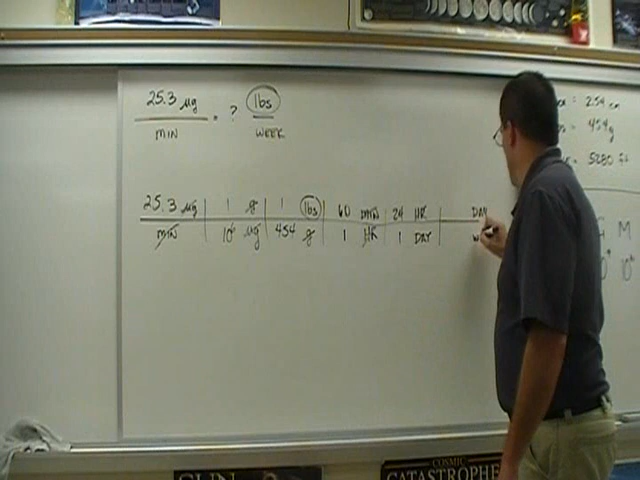 25.3 μg = ? lbs
MIN WEEK
25.3 μg 1 g 1 lbs 60 MIN 24 HR DAY
MIN 10⁶ μg 454 g 1 HR 1 DAY W
= 2.54 cm
= 454g
= 5280 ft
M
COSMIC
CATASTROPHE